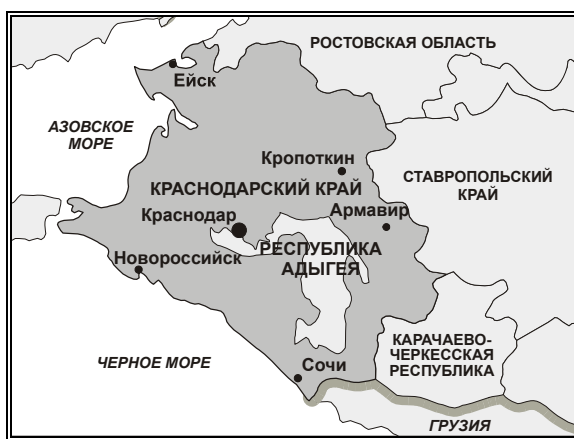 РОСТОВСКАЯ ОБЛАСТЬ
Ейск
АЗОВСКОЕ
МОРЕ
Кропоткин
СТАВРОПОЛЬСКИЙ
КРАЙ
КРАСНОДАРСКИЙ КРАЙ
Краснодар
Армавир
РЕСПУБЛИКА
АДЫГЕЯ
Новороссийск
КАРАЧАЕВО-
ЧЕРКЕССКАЯ
РЕСПУБЛИКА
ЧЕРНОЕ МОРЕ
Сочи
ГРУЗИЯ